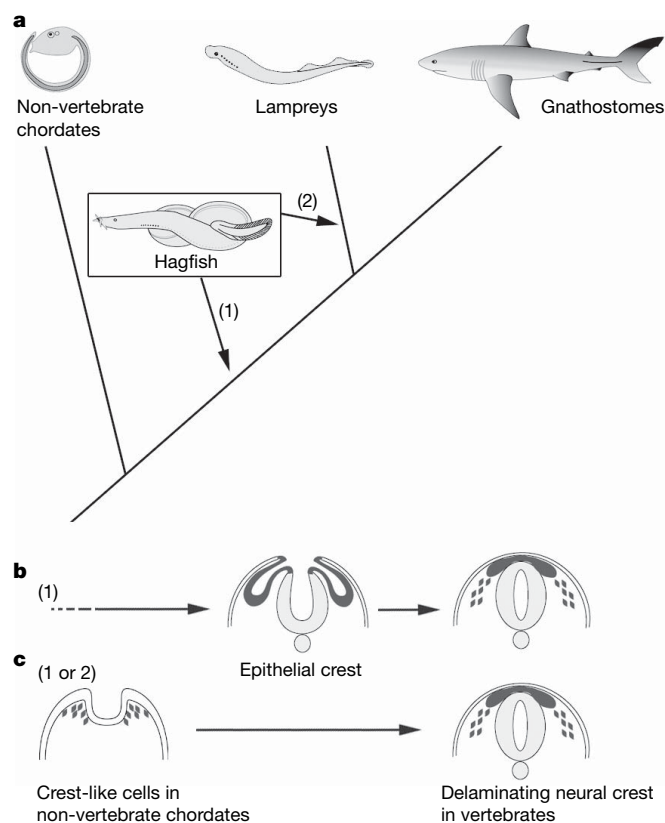 a
Non-vertebrate
chordates
Lampreys
Gnathostomes
(2)
Hagfish
(1)
b
(1)
Epithelial crest
c
(1 or 2)
Crest-like cells in
non-vertebrate chordates
Delaminating neural crest
in vertebrates